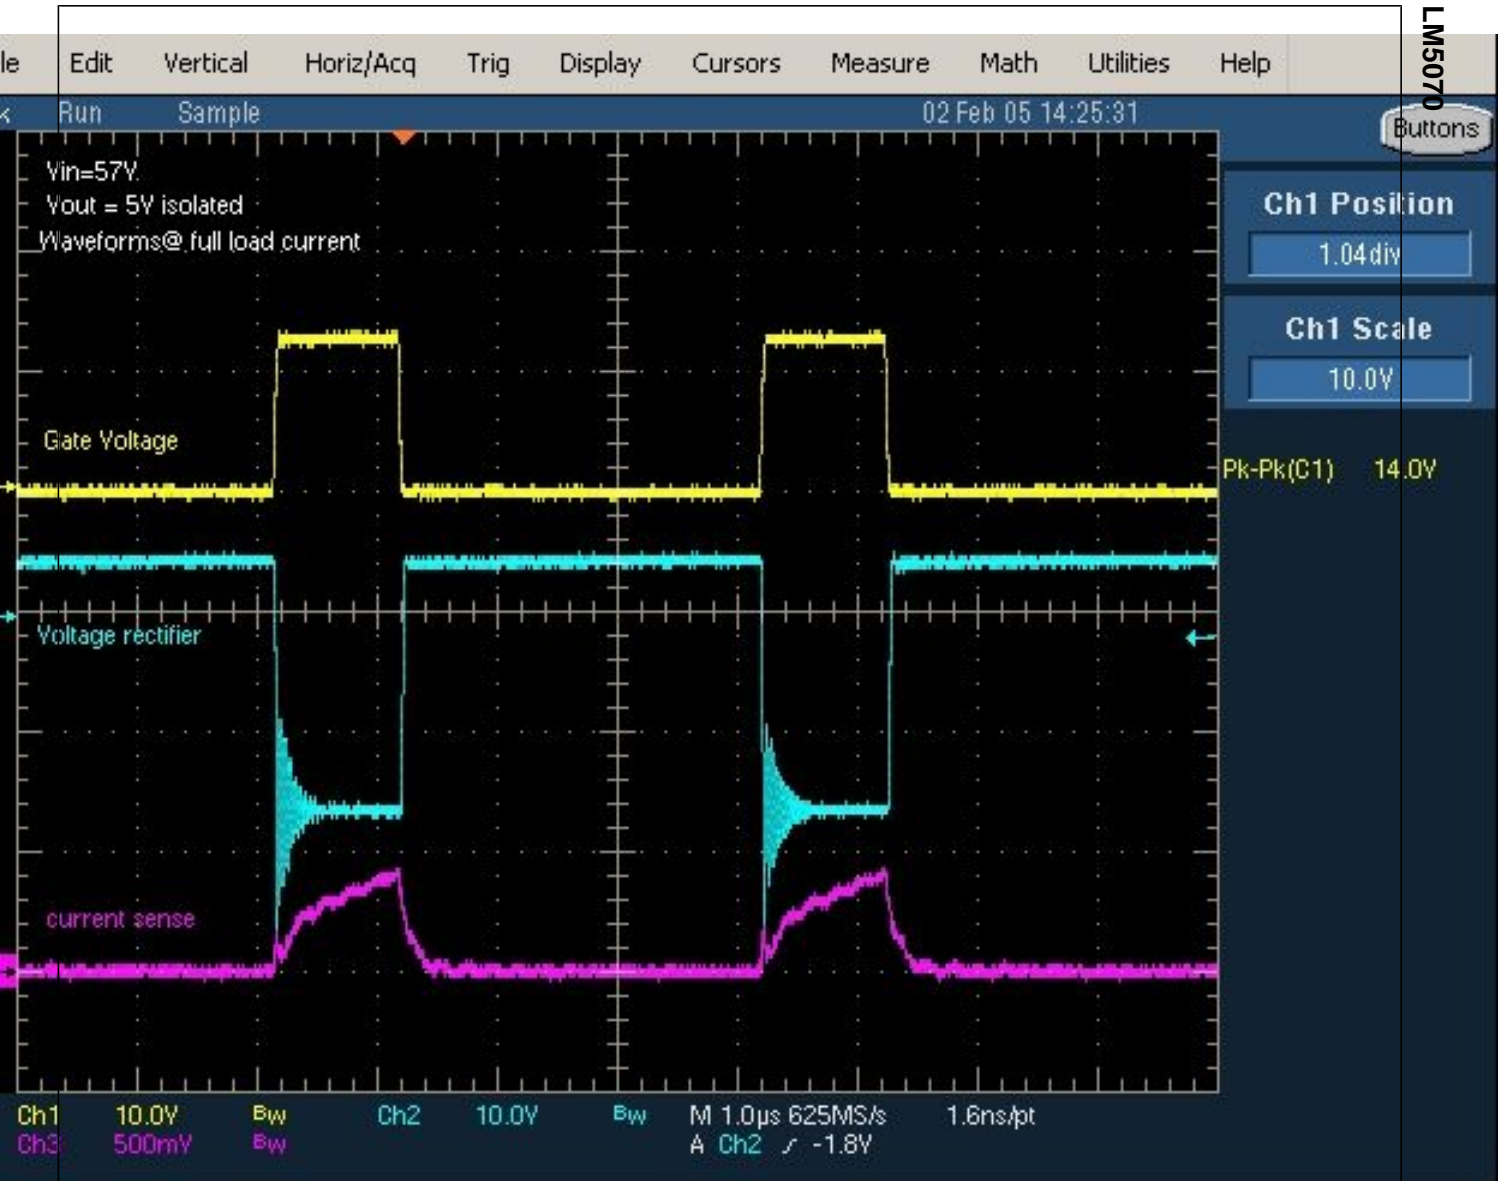 LM5070
le Edit Vertical Horiz/Acq Trig Display Cursors Measure Math Utilities Help
k Run Sample 02 Feb 05 14:25:31
Buttons
Vin=57V.
Vout = 5V isolated
Waveforms@ full load current
Ch1 Position
1.04div
Ch1 Scale
10.0V
Gate Voltage
Pk-Pk(C1) 14.0V
Voltage rectifier
current sense
Ch1 10.0V BW Ch2 10.0V BW M 1.0µs 625MS/s 1.6ns/pt
Ch3 500mV BW A Ch2 -1.8V